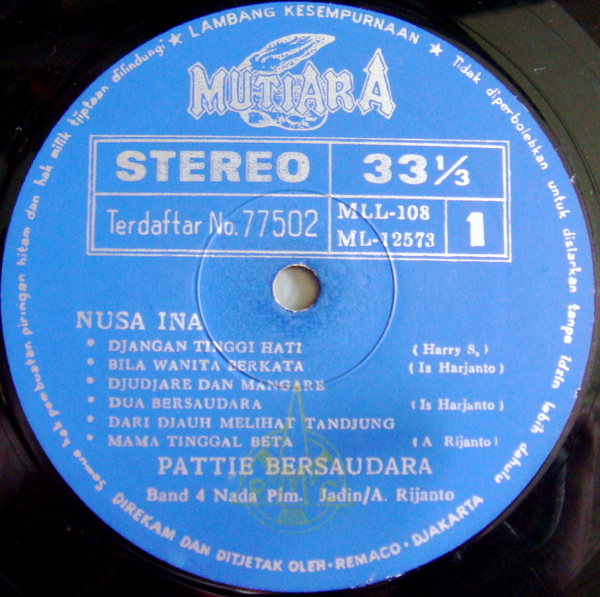 ★ LAMBANG KESEMPURNAAN ★
MUTIARA
STEREO 33 1/3
Terdaftar No. 77502
MLL-108
ML-12573
1
NUSA INA
• DJANGAN TINGGI HATI (Harry S,)
• BILA WANITA BERKATA (Is Harjanto)
• DJUDJARE DAN MANGARE
• DUA BERSAUDARA (Is Harjanto)
• DARI DJAUH MELIHAT TANDJUNG
• MAMA TINGGAL BETA (A Rijanto)
PATTIE BERSAUDARA
Band 4 Nada Pim. Jadin/A. Rijanto
Semua hak pembuatan piringan hitam dan hak milik tjiptaan dilindungi
Tidak diperbolehkan untuk disiarkan tanpa idzin lebih dahulu
DIREKAM DAN DITJETAK OLEH • REMACO • DJAKARTA